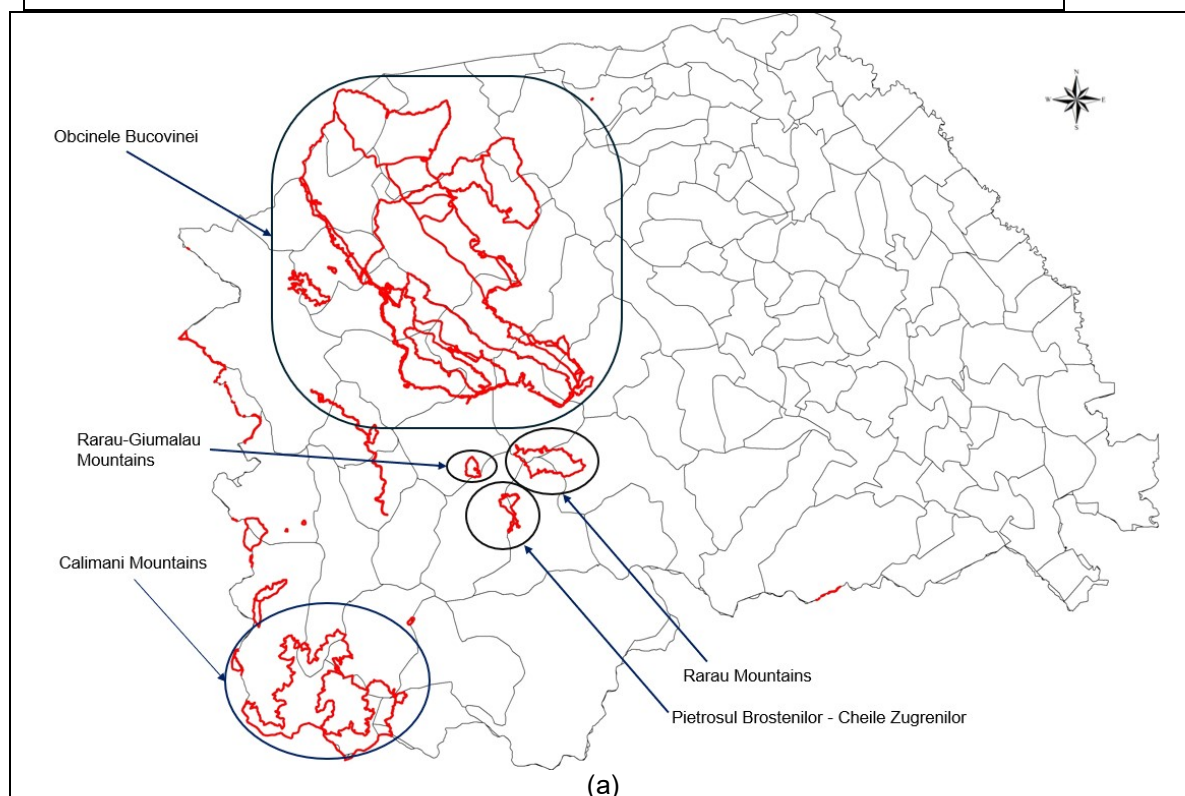 N
W
E
S
Obcinele Bucovinei
Rarau-Giumalau
Mountains
Calimani Mountains
Rarau Mountains
Pietrosul Brostenilor - Cheile Zugrenilor
(a)